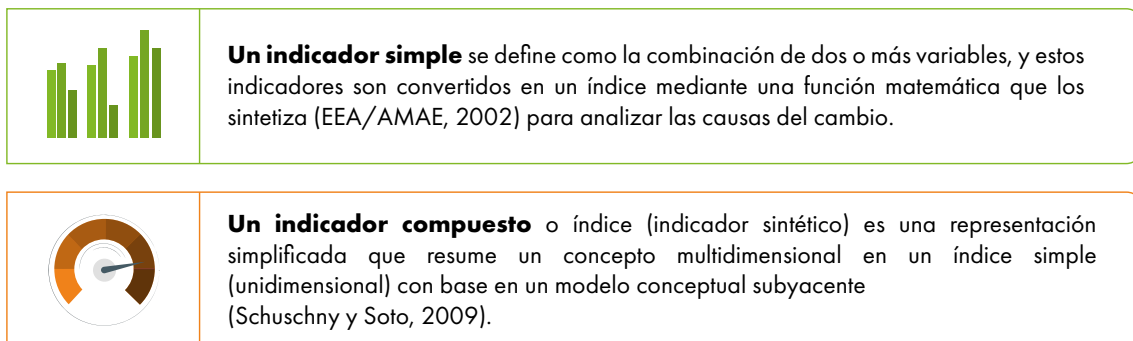 Un indicador simple se define como la combinación de dos o más variables, y estos
indicadores son convertidos en un índice mediante una función matemática que los
sintetiza (EEA/AMAE, 2002) para analizar las causas del cambio.
Un indicador compuesto o índice (indicador sintético) es una representación
simplificada que resume un concepto multidimensional en un índice simple
(unidimensional) con base en un modelo conceptual subyacente
(Schuschny y Soto, 2009).